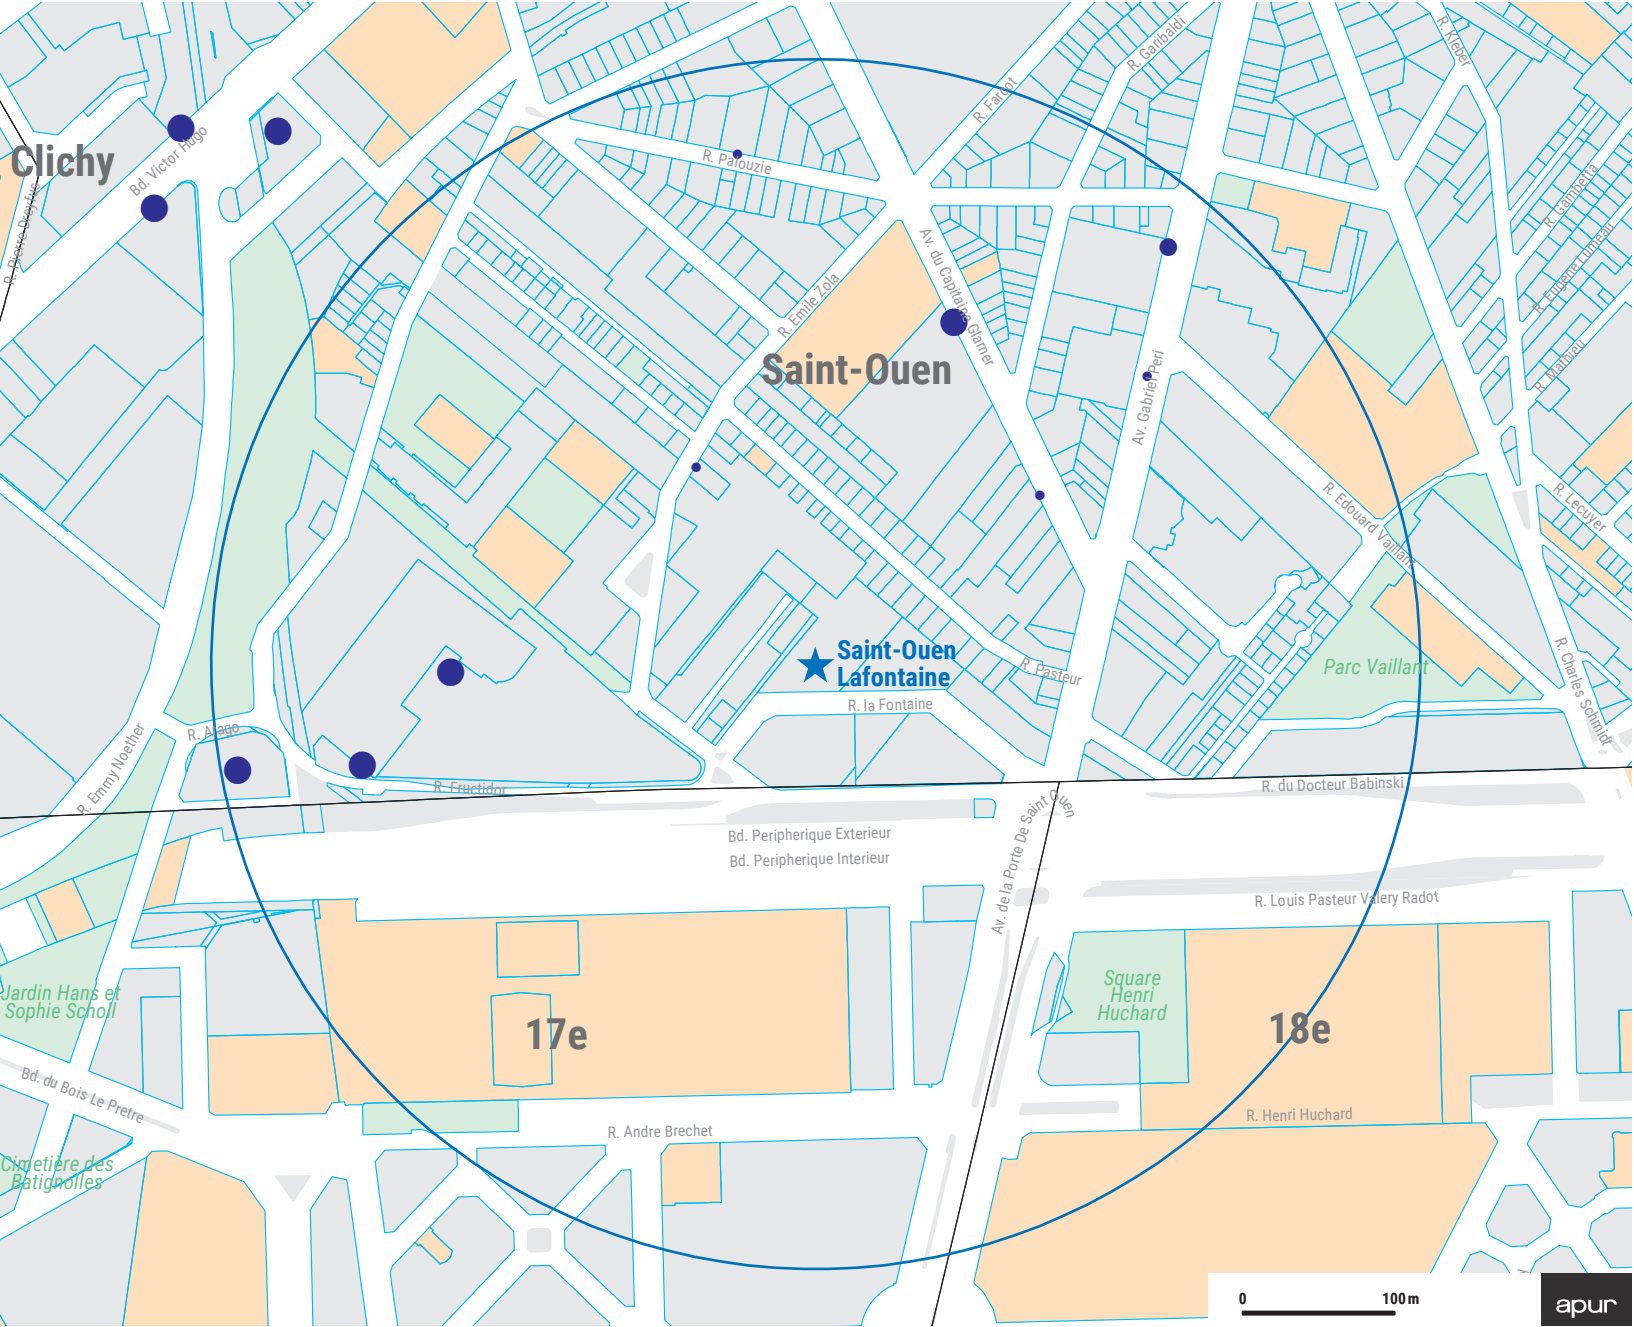 R. Kleber
R. Garibaldi
R. Farcot
Clichy
Bd. Victor Hugo
R. Palouzie
R. Pierre Dreyfus
R. Gambetta
R. Eugene Lumeau
Av. du Capitaine Glarner
R. Emile Zola
Saint-Ouen
Av. Gabriel Peri
R. Mathieu
R. Edouard Vaillant
R. Lecuyer
Saint-Ouen
Lafontaine
R. Pasteur
Parc Vaillant
R. Charles Schmidt
R. la Fontaine
R. Arago
R. Emmy Noether
R. Fructidor
R. du Docteur Babinski
Av. de la Porte De Saint Ouen
Bd. Peripherique Exterieur
Bd. Peripherique Interieur
R. Louis Pasteur Valery Radot
Jardin Hans et
Sophie Scholl
Square
Henri
Huchard
17e
18e
Bd. du Bois Le Pretre
R. Henri Huchard
R. Andre Brechet
Cimetière des
Batignolles
0 100 m
apur